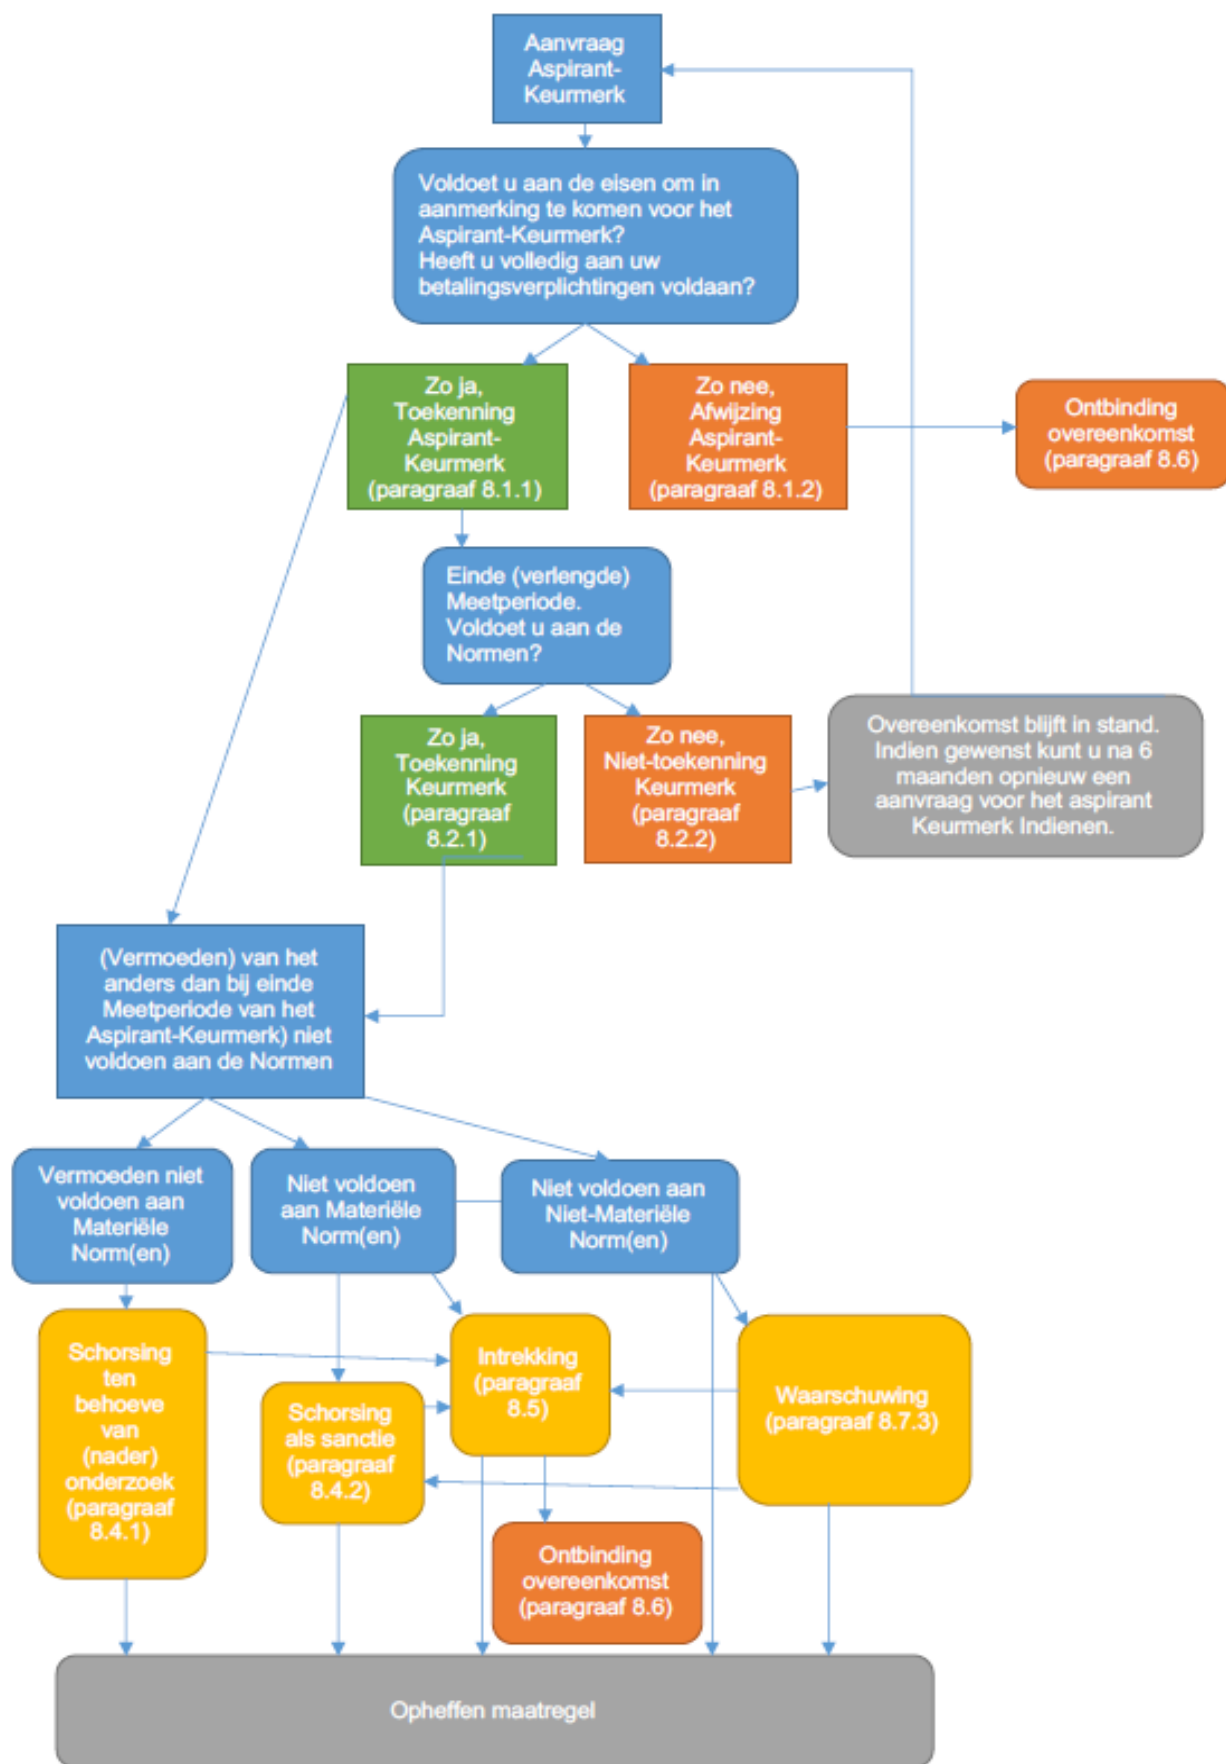 Aanvraag
Aspirant-
Keurmerk
Voldoet u aan de eisen om in
aanmerking te komen voor het
Aspirant-Keurmerk?
Heeft u volledig aan uw
betalingsverplichtingen voldaan?
Zo ja,
Toekenning
Aspirant-
Keurmerk
(paragraaf 8.1.1)
Zo nee,
Afwijzing
Aspirant-
Keurmerk
(paragraaf 8.1.2)
Ontbinding
overeenkomst
(paragraaf 8.6)
Einde (verlengde)
Meetperiode.
Voldoet u aan de
Normen?
Zo ja,
Toekenning
Keurmerk
(paragraaf
8.2.1)
Zo nee,
Niet-toekenning
Keurmerk
(paragraaf
8.2.2)
Overeenkomst blijft in stand.
Indien gewenst kunt u na 6
maanden opnieuw een
aanvraag voor het aspirant
Keurmerk Indienen.
(Vermoeden) van het
anders dan bij einde
Meetperiode van het
Aspirant-Keurmerk) niet
voldoen aan de Normen
Vermoeden niet
voldoen aan
Materiële
Norm(en)
Niet voldoen
aan Materiële
Norm(en)
Niet voldoen aan
Niet-Materiële
Norm(en)
Schorsing
ten
behoeve
van
(nader)
onderzoek
(paragraaf
8.4.1)
Schorsing
als sanctie
(paragraaf
8.4.2)
Intrekking
(paragraaf
8.5)
Waarschuwing
(paragraaf 8.7.3)
Ontbinding
overeenkomst
(paragraaf 8.6)
Opheffen maatregel